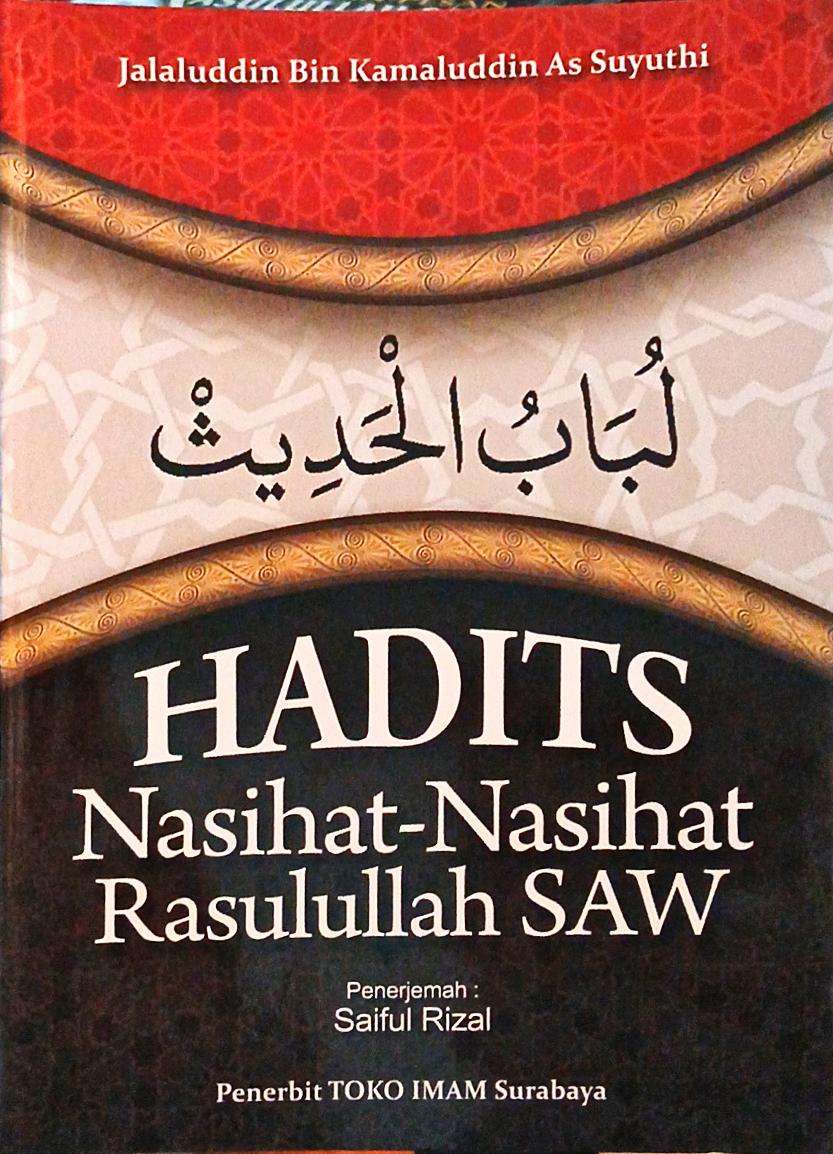 Jalaluddin Bin Kamaluddin As Suyuthi
لُبَابُ الْحَدِيثْ
HADITS
Nasihat-Nasihat
Rasulullah SAW
Penerjemah :
Saiful Rizal
Penerbit TOKO IMAM Surabaya